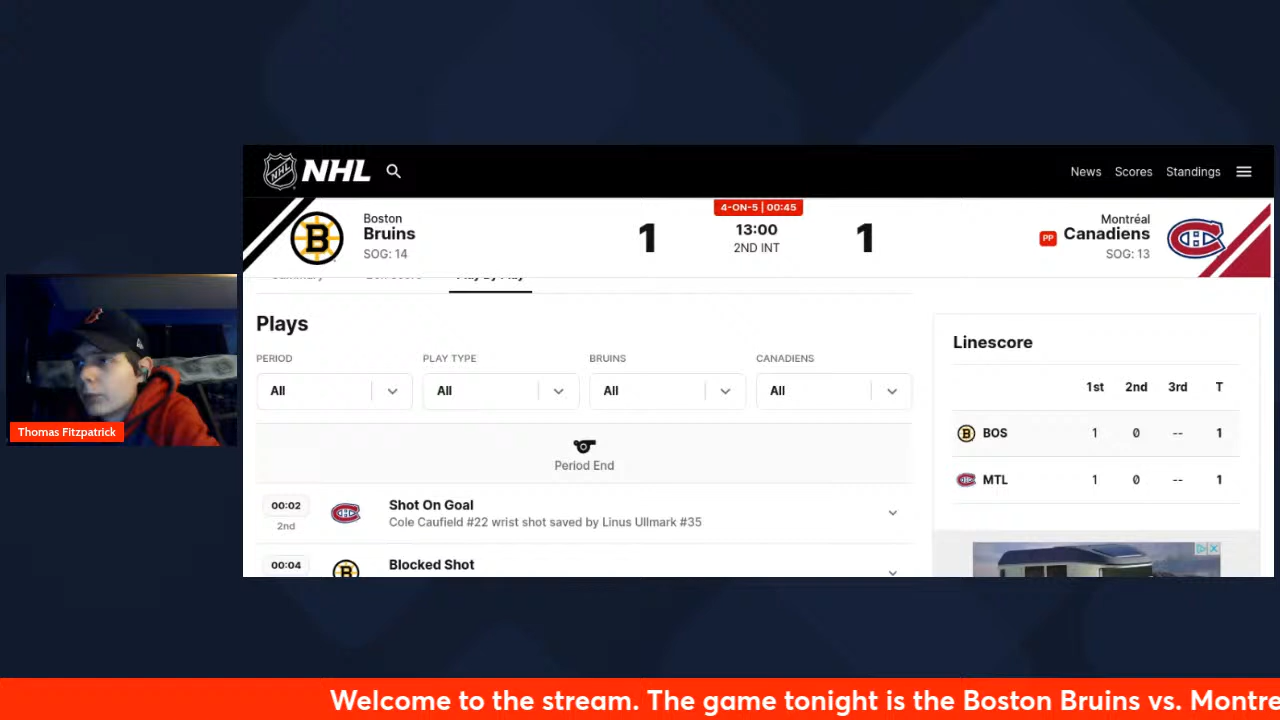 NHL
News Scores Standings
4-ON-5 | 00:45
Boston
Bruins
SOG: 14
1
13:00
2ND INT
1
PP
Montréal
Canadiens
SOG: 13
Summary Play By Play
Plays
PERIOD PLAY TYPE BRUINS CANADIENS
All All All All
Period End
00:02
2nd
Shot On Goal
Cole Caufield #22 wrist shot saved by Linus Ullmark #35
00:04
Blocked Shot
Linescore
1st 2nd 3rd T
BOS 1 0 -- 1
MTL 1 0 -- 1
Thomas Fitzpatrick
Welcome to the stream. The game tonight is the Boston Bruins vs. Montre